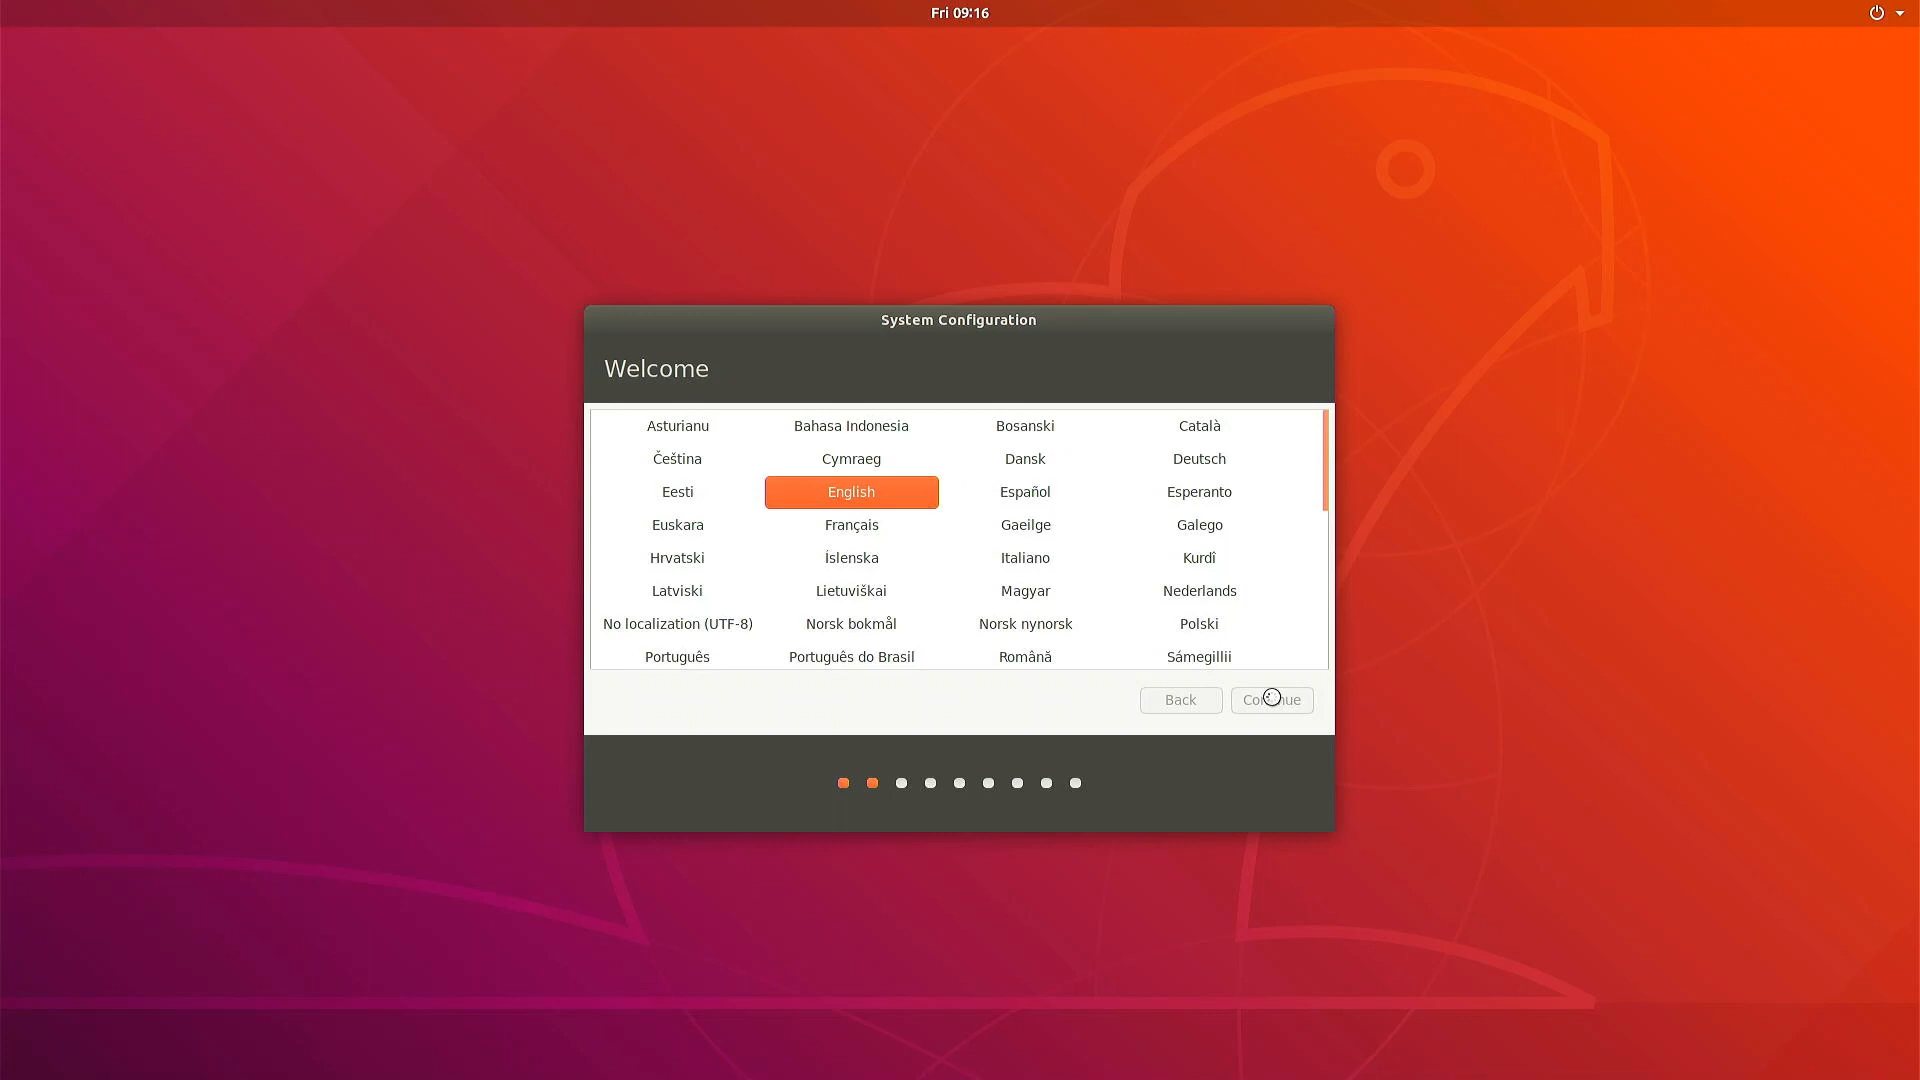 Fri 09:16
System Configuration
Welcome
Asturianu Bahasa Indonesia Bosanski Català
Čeština Cymraeg Dansk Deutsch
Eesti English Español Esperanto
Euskara Français Gaeilge Galego
Hrvatski Íslenska Italiano Kurdî
Latviski Lietuviškai Magyar Nederlands
No localization (UTF-8) Norsk bokmål Norsk nynorsk Polski
Português Português do Brasil Română Sámegillii
Back Continue